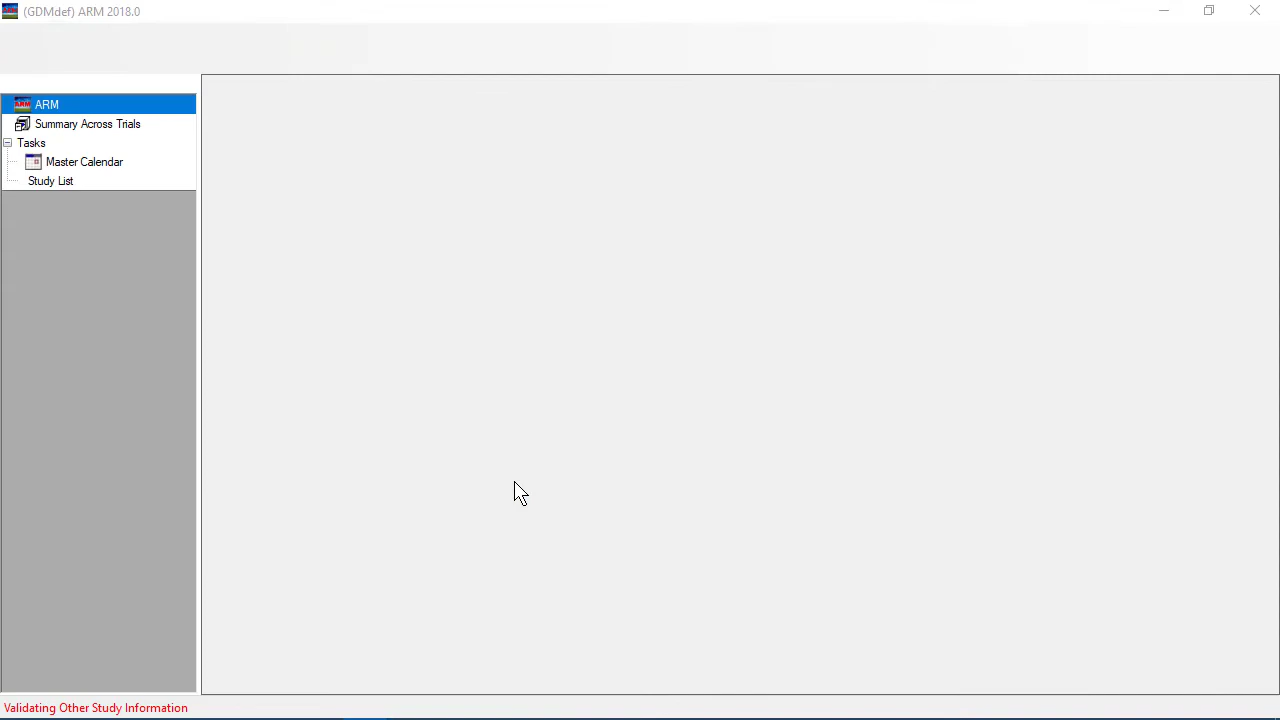 (GDMdef) ARM 2018.0
ARM
Summary Across Trials
Tasks
Master Calendar
Study List
Validating Other Study Information